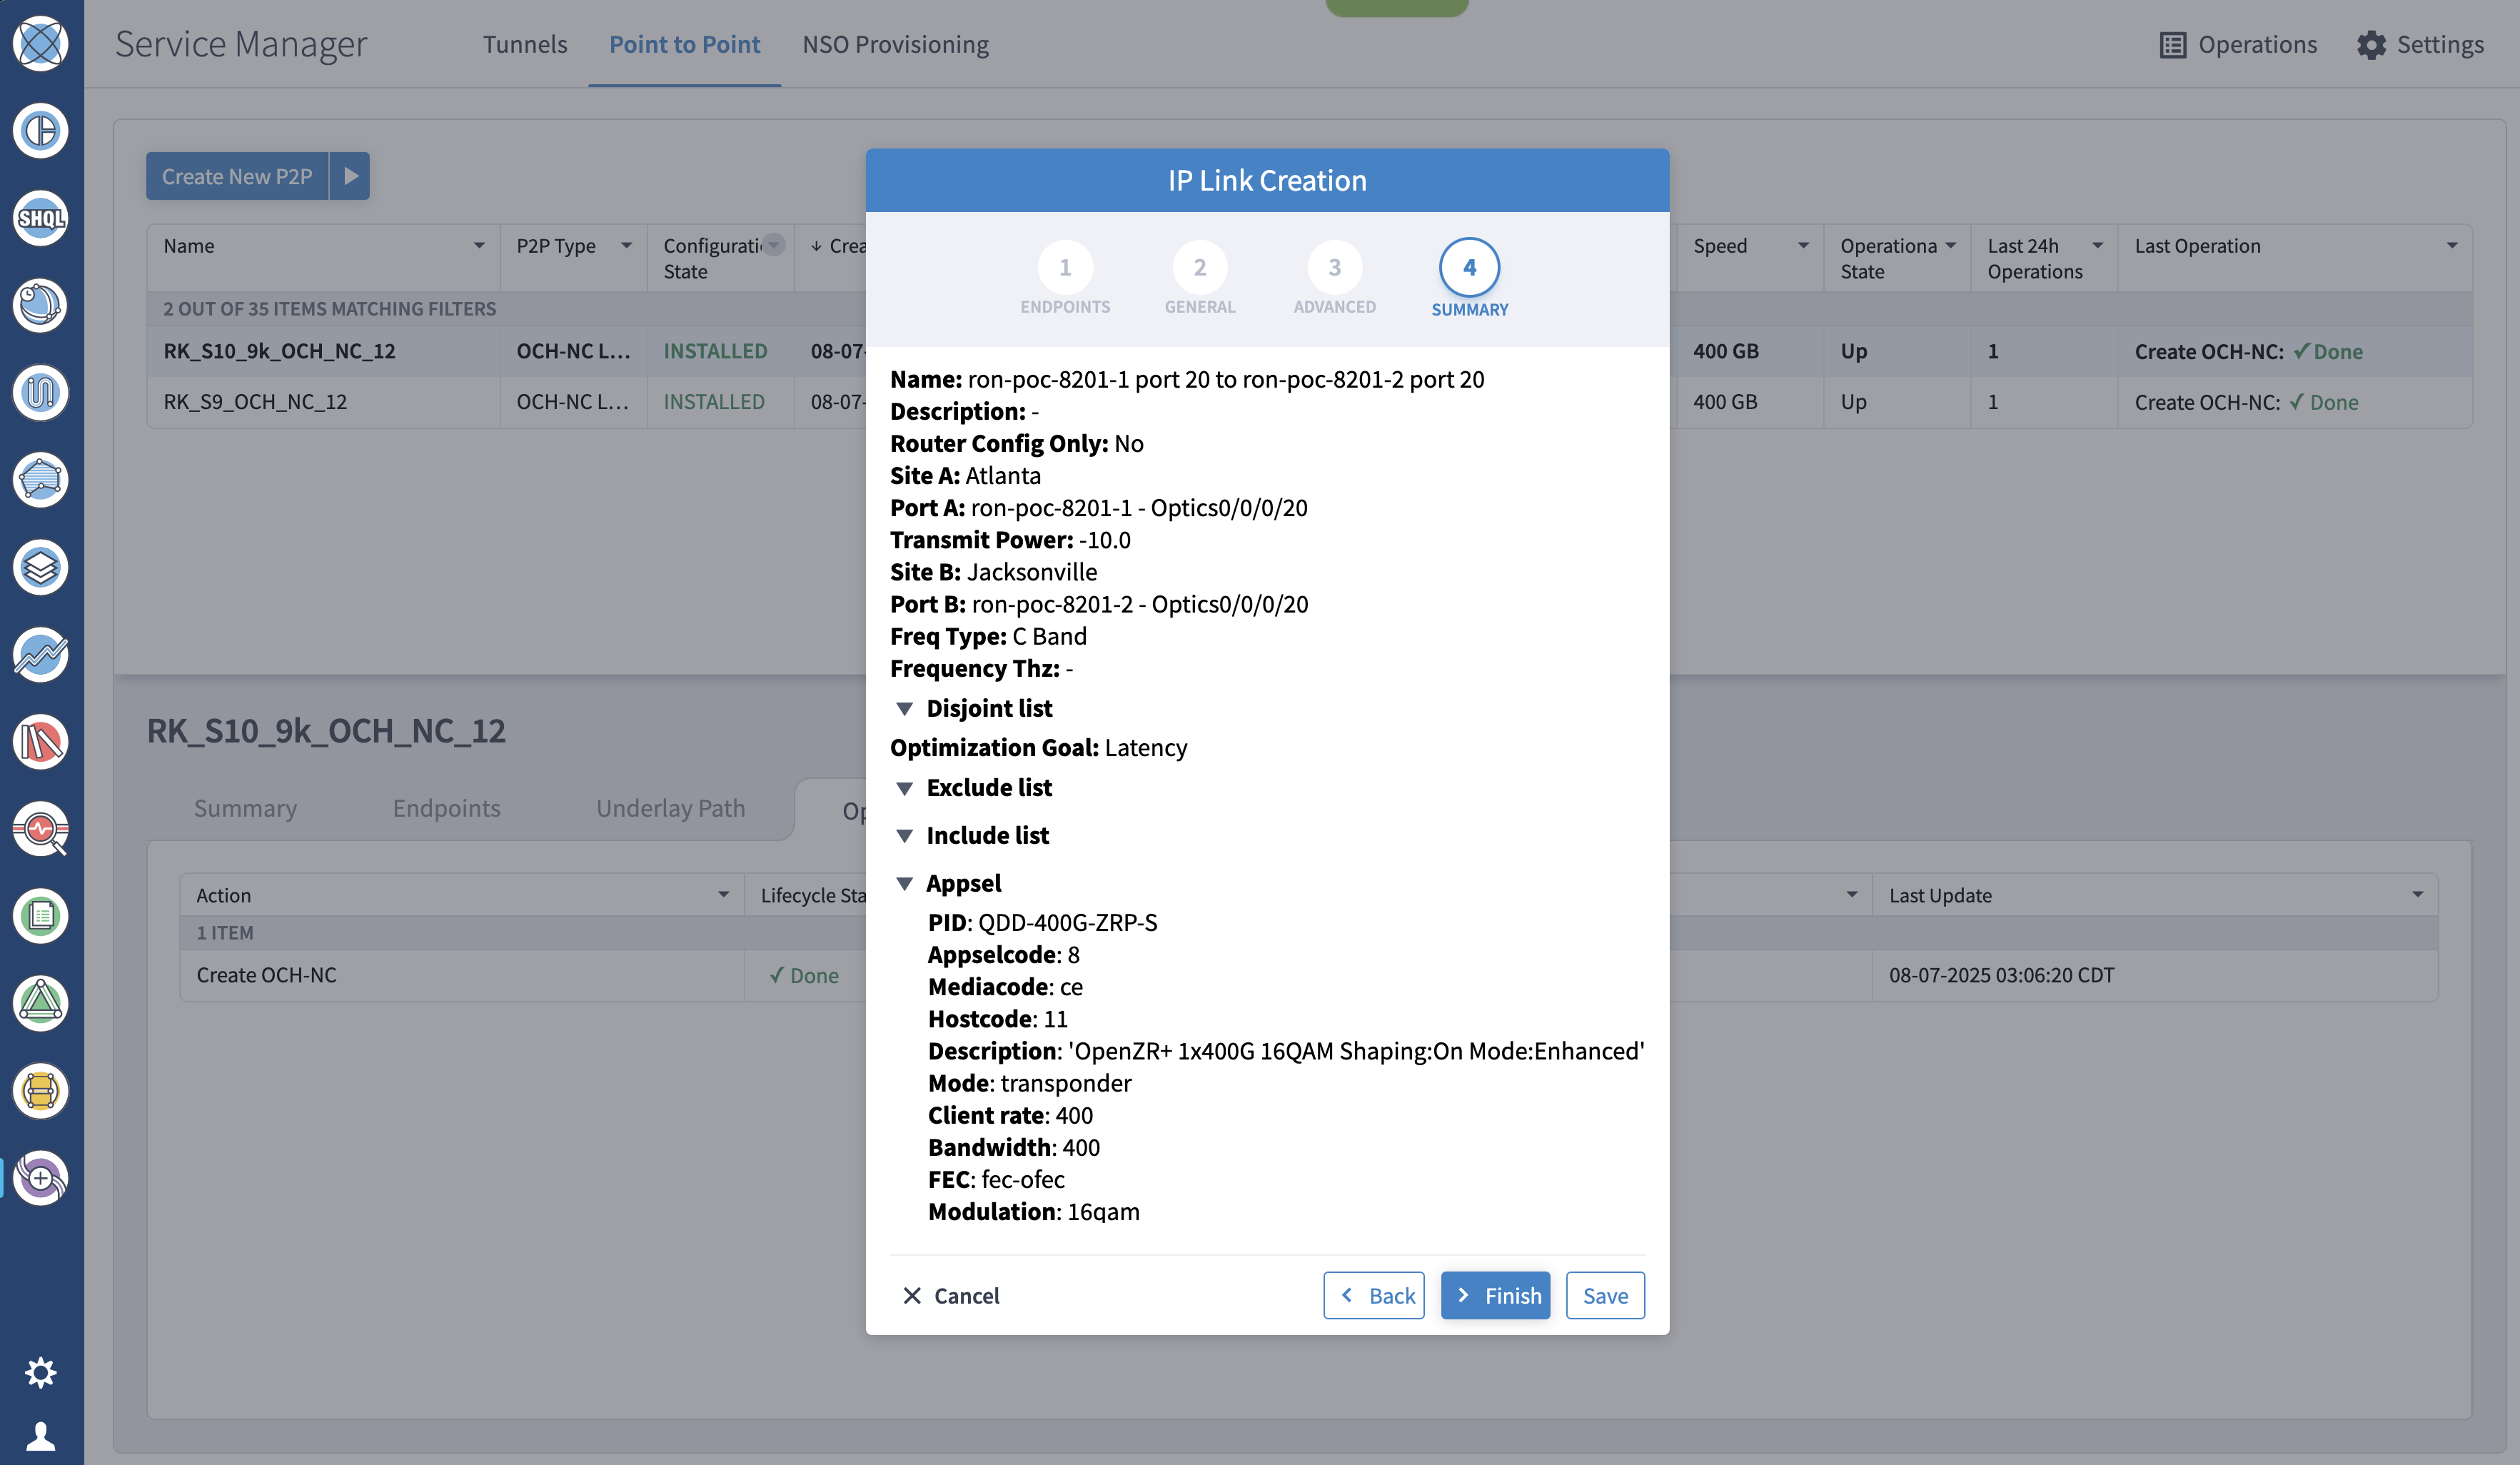 Service Manager
Tunnels
Point to Point
NSO Provisioning
Operations
Settings
SHQL
Create New P2P
Name
P2P Type
Configurati
State
↓ Crea
Speed
Operationa
State
Last 24h
Operations
Last Operation
2 OUT OF 35 ITEMS MATCHING FILTERS
RK_S10_9k_OCH_NC_12 OCH-NC L... INSTALLED 08-07- 400 GB Up 1 Create OCH-NC: ✓ Done
RK_S9_OCH_NC_12 OCH-NC L... INSTALLED 08-07- 400 GB Up 1 Create OCH-NC: ✓ Done
RK_S10_9k_OCH_NC_12
Summary
Endpoints
Underlay Path
Op
Action
Lifecycle Sta
Last Update
1 ITEM
Create OCH-NC ✓ Done 08-07-2025 03:06:20 CDT
IP Link Creation
1
ENDPOINTS
2
GENERAL
3
ADVANCED
4
SUMMARY
Name: ron-poc-8201-1 port 20 to ron-poc-8201-2 port 20
Description: -
Router Config Only: No
Site A: Atlanta
Port A: ron-poc-8201-1 - Optics0/0/0/20
Transmit Power: -10.0
Site B: Jacksonville
Port B: ron-poc-8201-2 - Optics0/0/0/20
Freq Type: C Band
Frequency Thz: -
Disjoint list
Optimization Goal: Latency
Exclude list
Include list
Appsel
PID: QDD-400G-ZRP-S
Appselcode: 8
Mediacode: ce
Hostcode: 11
Description: 'OpenZR+ 1x400G 16QAM Shaping:On Mode:Enhanced'
Mode: transponder
Client rate: 400
Bandwidth: 400
FEC: fec-ofec
Modulation: 16qam
Cancel
Back
Finish
Save